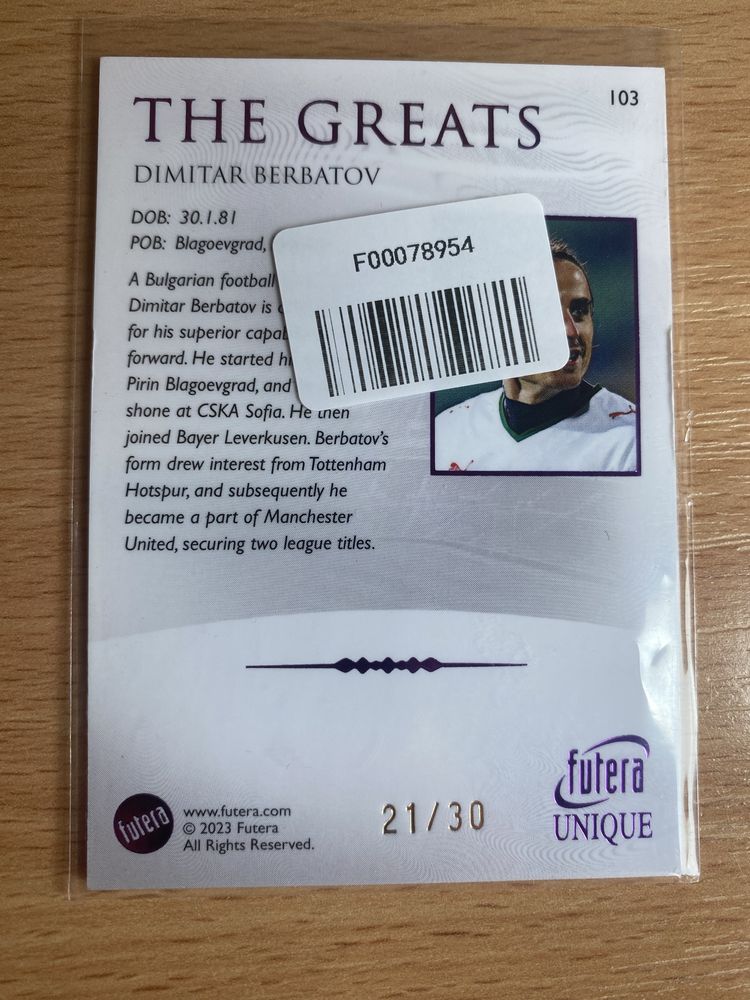 103
THE GREATS
DIMITAR BERBATOV
DOB: 30.1.81
POB: Blagoevgrad,
F00078954
A Bulgarian football
Dimitar Berbatov is
for his superior
forward. He started
Pirin Blagoevgrad, and
shone at CSKA Sofia. He then
joined Bayer Leverkusen. Berbatov's
form drew interest from Tottenham
Hotspur, and subsequently he
became a part of Manchester
United, securing two league titles.
futera
UNIQUE
futera
www.futera.com
© 2023 Futera
All Rights Reserved.
21/30